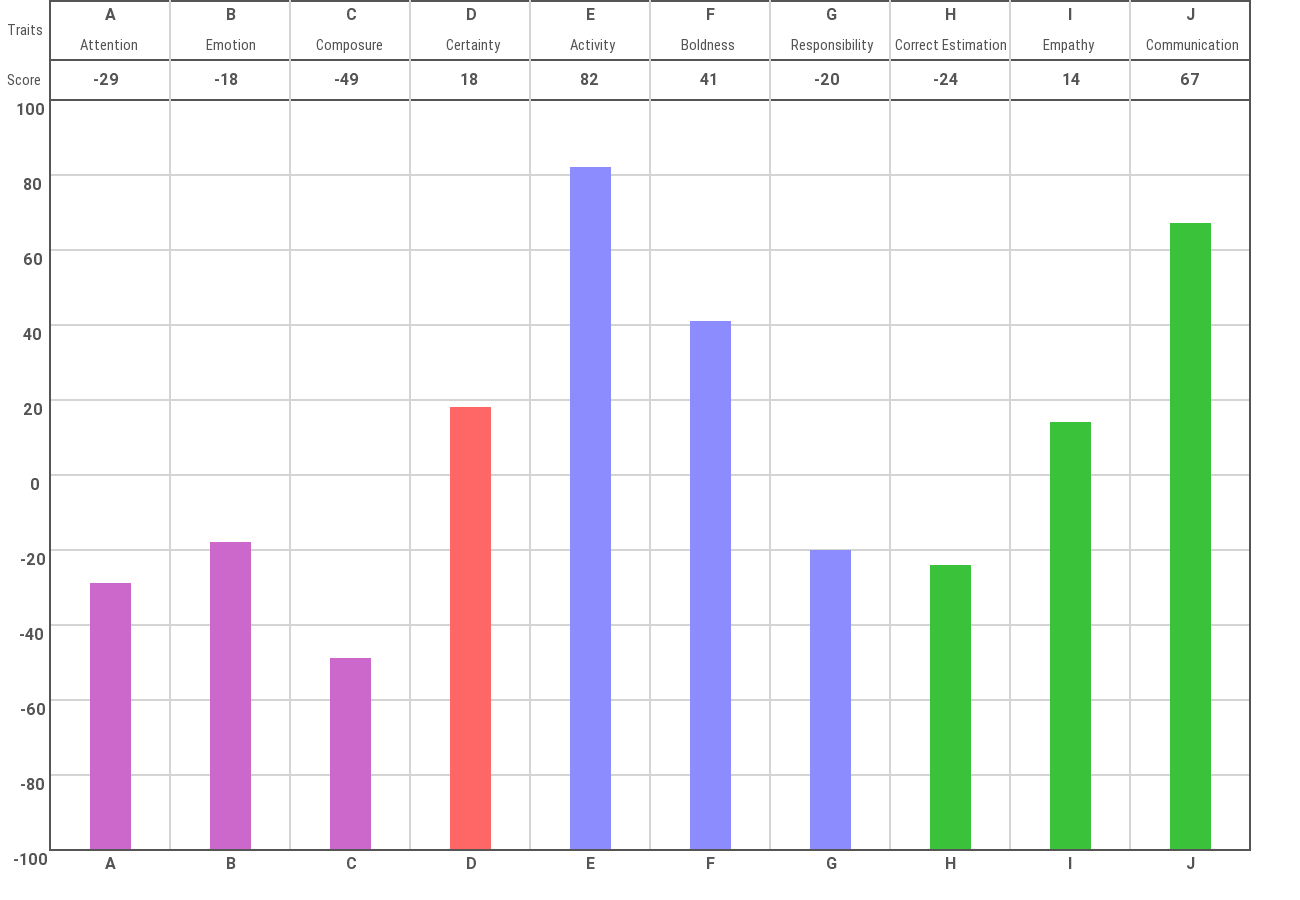 A B C D E F G H I J
Traits
Attention Emotion Composure Certainty Activity Boldness Responsibility Correct Estimation Empathy Communication
Score -29 -18 -49 18 82 41 -20 -24 14 67
100
80
60
40
20
0
-20
-40
-60
-80
-100
A B C D E F G H I J